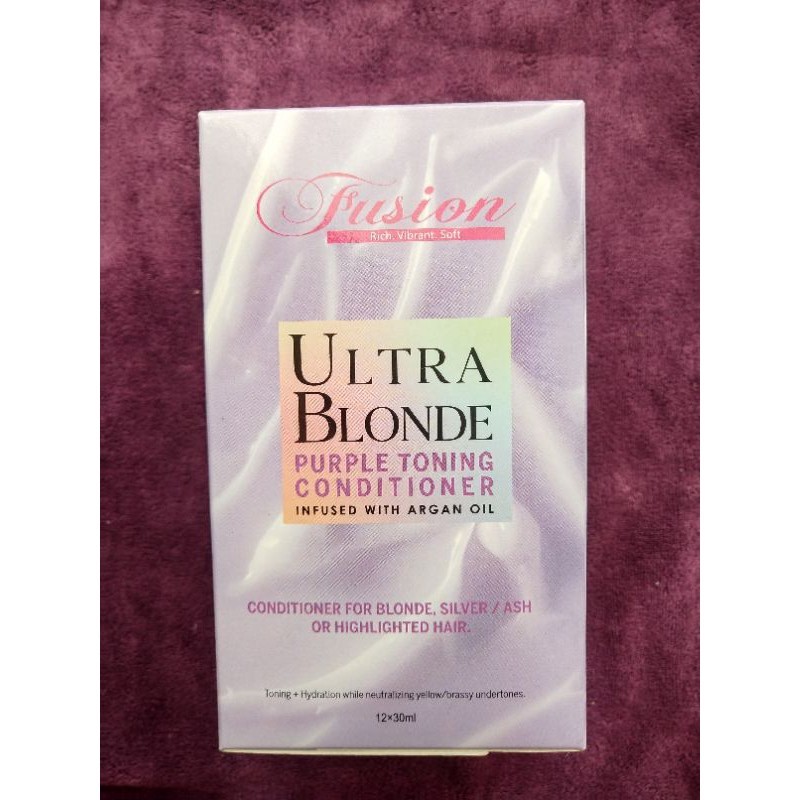 Fusion
Rich. Vibrant. Soft
ULTRA
BLONDE
PURPLE TONING
CONDITIONER
INFUSED WITH ARGAN OIL
CONDITIONER FOR BLONDE, SILVER / ASH
OR HIGHLIGHTED HAIR.
Toning + Hydration while neutralizing yellow/brassy undertones.
12×30ml